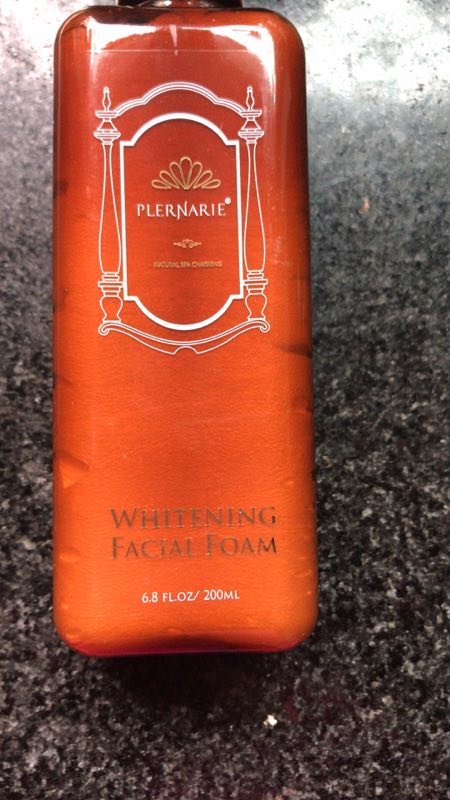 PLERNARIE®
NATURAL SPA CHARMING
WHITENING
FACIAL FOAM
6.8 FL.OZ/ 200ML